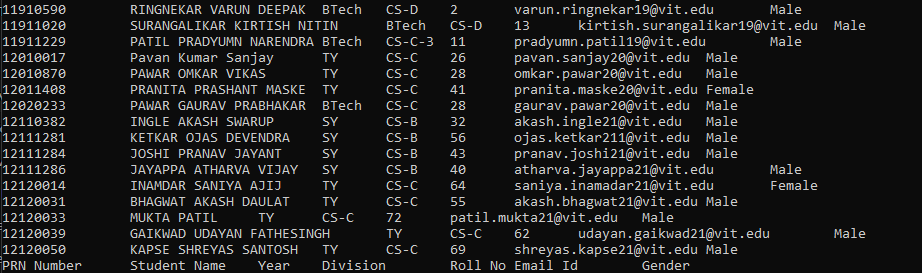 11910590 RINGNEKAR VARUN DEEPAK BTech CS-D 2 varun.ringnekar19@vit.edu Male
11911020 SURANGALIKAR KIRTISH NITIN BTech CS-D 13 kirtish.surangalikar19@vit.edu Male
11911229 PATIL PRADYUMN NARENDRA BTech CS-C-3 11 pradyumn.patil19@vit.edu Male
12010017 Pavan Kumar Sanjay TY CS-C 26 pavan.sanjay20@vit.edu Male
12010870 PAWAR OMKAR VIKAS TY CS-C 28 omkar.pawar20@vit.edu Male
12011408 PRANITA PRASHANT MASKE TY CS-C 41 pranita.maske20@vit.edu Female
12020233 PAWAR GAURAV PRABHAKAR BTech CS-C 28 gaurav.pawar20@vit.edu Male
12110382 INGLE AKASH SWARUP SY CS-B 32 akash.ingle21@vit.edu Male
12111281 KETKAR OJAS DEVENDRA SY CS-B 56 ojas.ketkar211@vit.edu Male
12111284 JOSHI PRANAV JAYANT SY CS-B 43 pranav.joshi21@vit.edu Male
12111286 JAYAPPA ATHARVA VIJAY SY CS-B 40 atharva.jayappa21@vit.edu Male
12120014 INAMDAR SANIYA AJIJ TY CS-C 64 saniya.inamadar21@vit.edu Female
12120031 BHAGWAT AKASH DAULAT TY CS-C 55 akash.bhagwat21@vit.edu Male
12120033 MUKTA PATIL TY CS-C 72 patil.mukta21@vit.edu Male
12120039 GAIKWAD UDAYAN FATHESINGH TY CS-C 62 udayan.gaikwad21@vit.edu Male
12120050 KAPSE SHREYAS SANTOSH TY CS-C 69 shreyas.kapse21@vit.edu Male
PRN Number Student Name Year Division Roll No Email Id Gender